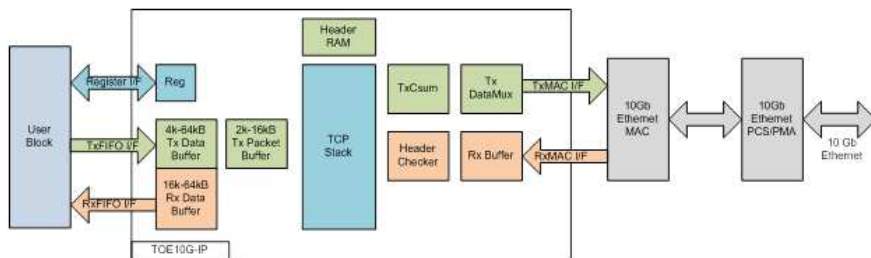 Header
RAM
Register I/F
Reg
TxCsum
Tx
DataMux
TxMAC I/F
User
Block
TxFIFO I/F
4k-64kB
Tx Data
Buffer
2k-16kB
Tx Packet
Buffer
TCP
Stack
Header
Checker
Rx Buffer
RxMAC I/F
10Gb
Ethernet
MAC
10Gb
Ethernet
PCS/PMA
10 Gb
Ethernet
16k-64kB
Rx Data
Buffer
RxFIFO I/F
TOE10G-IP